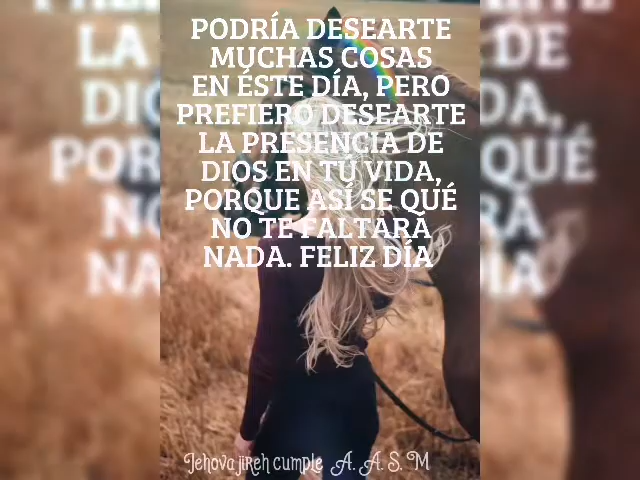 PODRÍA DESEARTE
MUCHAS COSAS
EN ÉSTE DÍA, PERO
PREFIERO DESEARTE
LA PRESENCIA DE
DIOS EN TU VIDA,
PORQUE ASÍ SE QUÉ
NO TE FALTARÁ
NADA. FELIZ DÍA
Jehova jireh cumple A. A. S. M